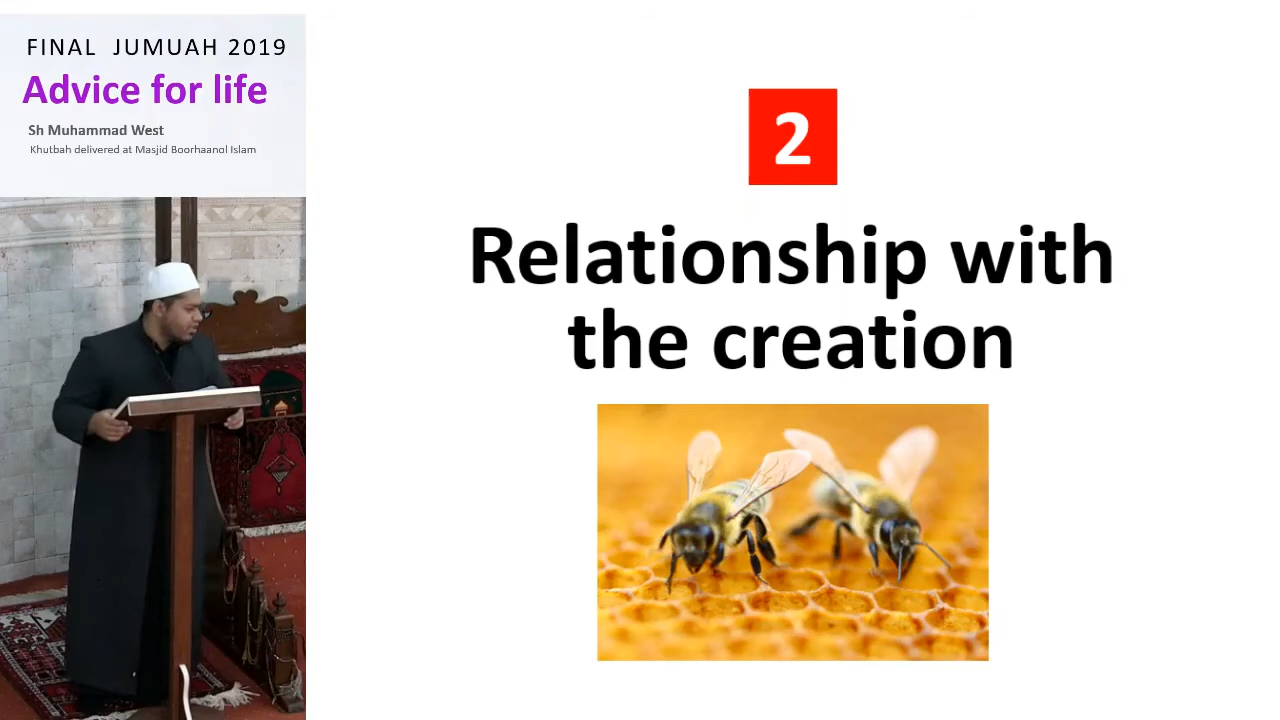 FINAL JUMUAH 2019
Advice for life
Sh Muhammad West
Khutbah delivered at Masjid Boorhaanol Islam
2
Relationship with
the creation